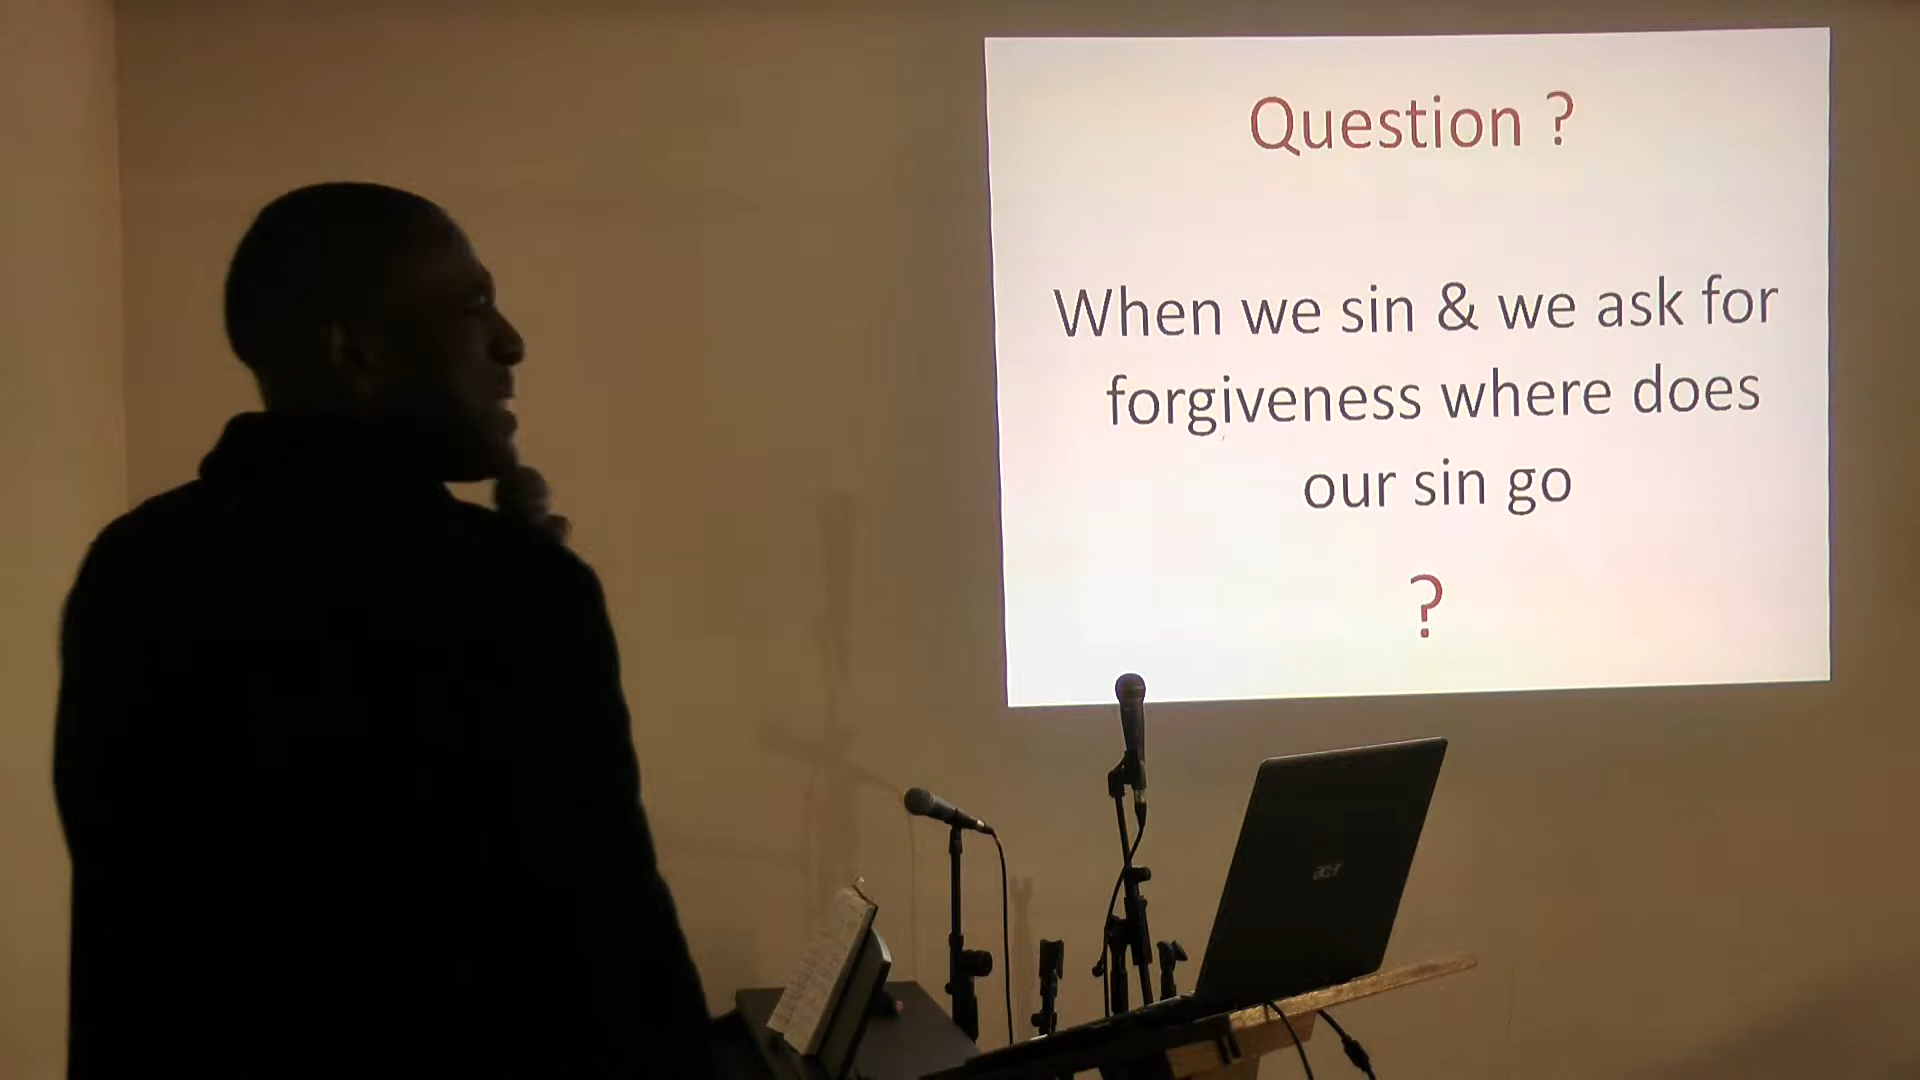 Question ?
When we sin & we ask for
forgiveness where does
our sin go
?
acer